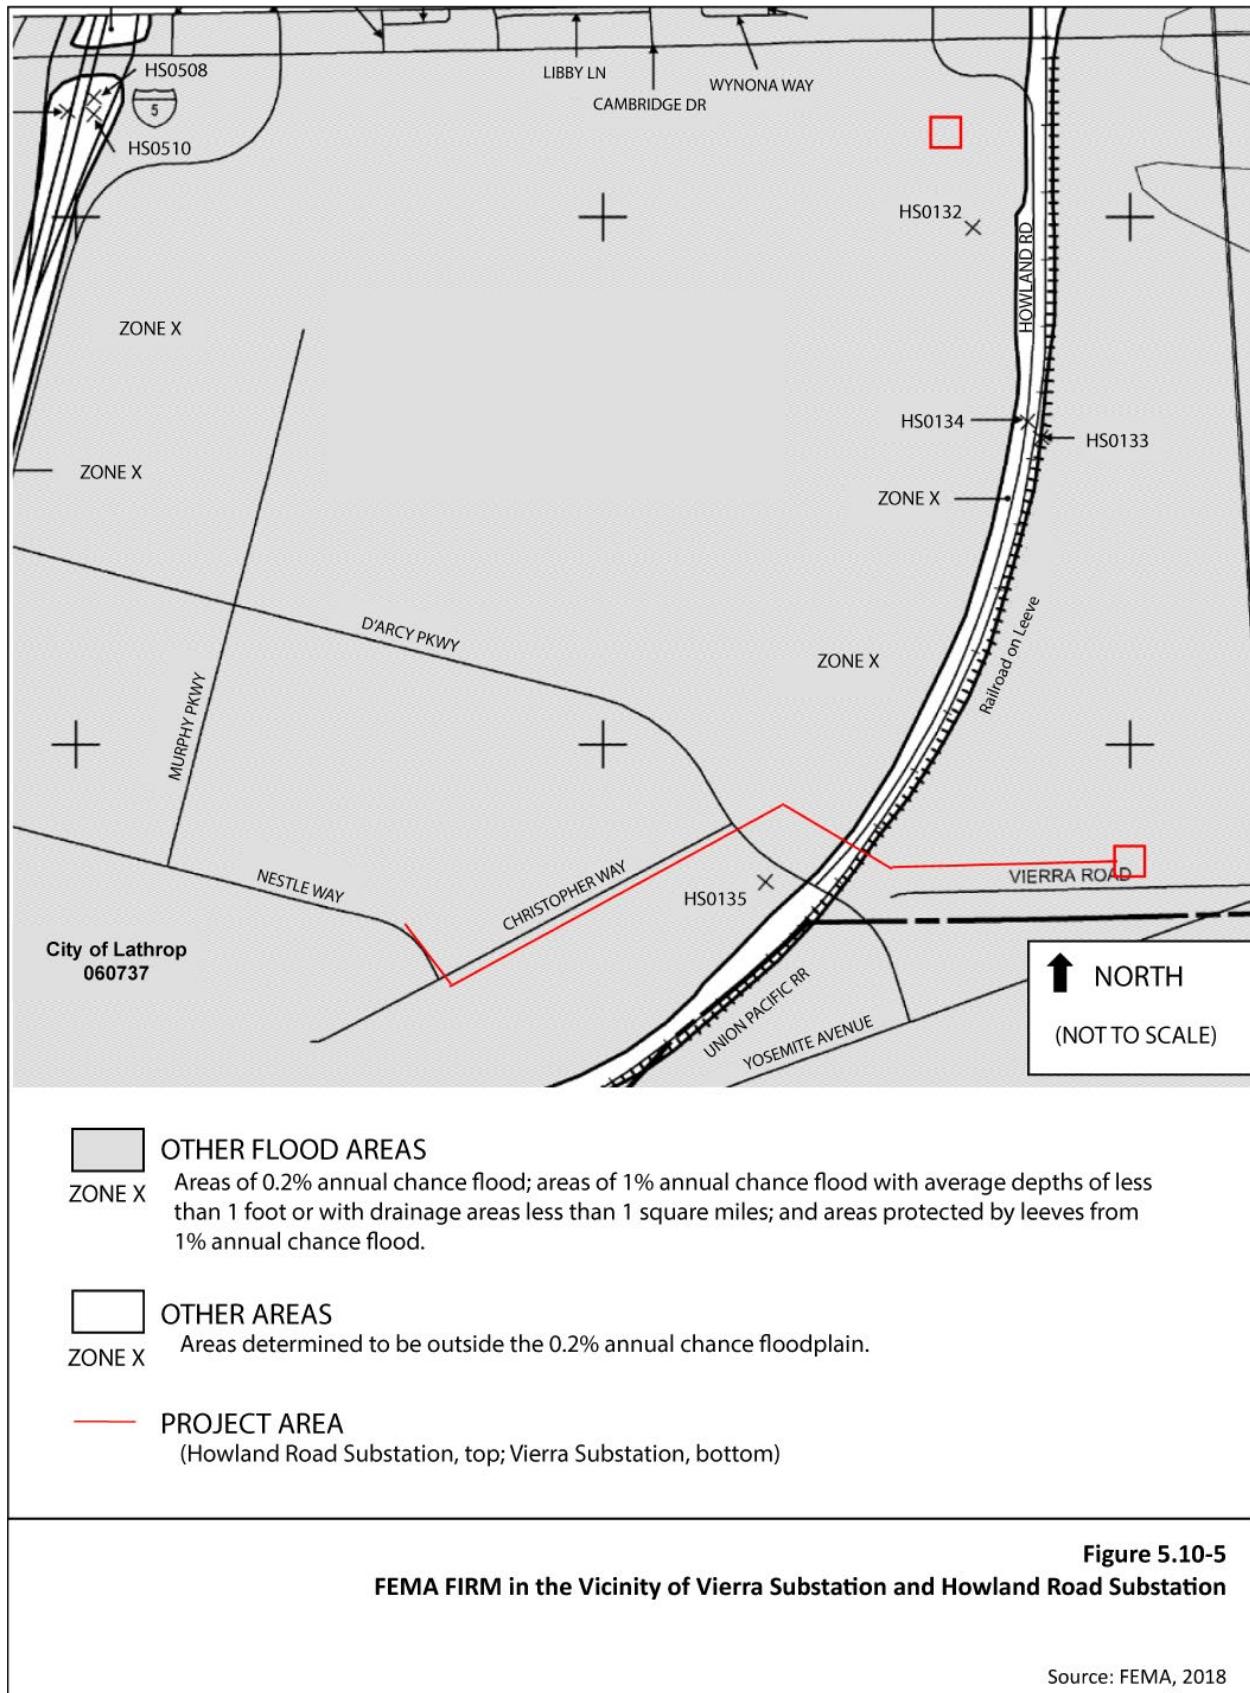 LIBBY LN
CAMBRIDGE DR
WYNONA WAY
HS0508
5
HS0510
HS0132
HOWLAND RD
ZONE X
HS0134
HS0133
ZONE X
ZONE X
D'ARCY PKWY
ZONE X
Railroad on Leeve
MURPHY PKWY
NESTLE WAY
CHRISTOPHER WAY
HS0135
VIERRA ROAD
City of Lathrop
060737
UNION PACIFIC RR
YOSEMITE AVENUE
NORTH
(NOT TO SCALE)
OTHER FLOOD AREAS
ZONE X
Areas of 0.2% annual chance flood; areas of 1% annual chance flood with average depths of less
than 1 foot or with drainage areas less than 1 square miles; and areas protected by leeves from
1% annual chance flood.
OTHER AREAS
ZONE X
Areas determined to be outside the 0.2% annual chance floodplain.
PROJECT AREA
(Howland Road Substation, top; Vierra Substation, bottom)
Figure 5.10-5
FEMA FIRM in the Vicinity of Vierra Substation and Howland Road Substation
Source: FEMA, 2018